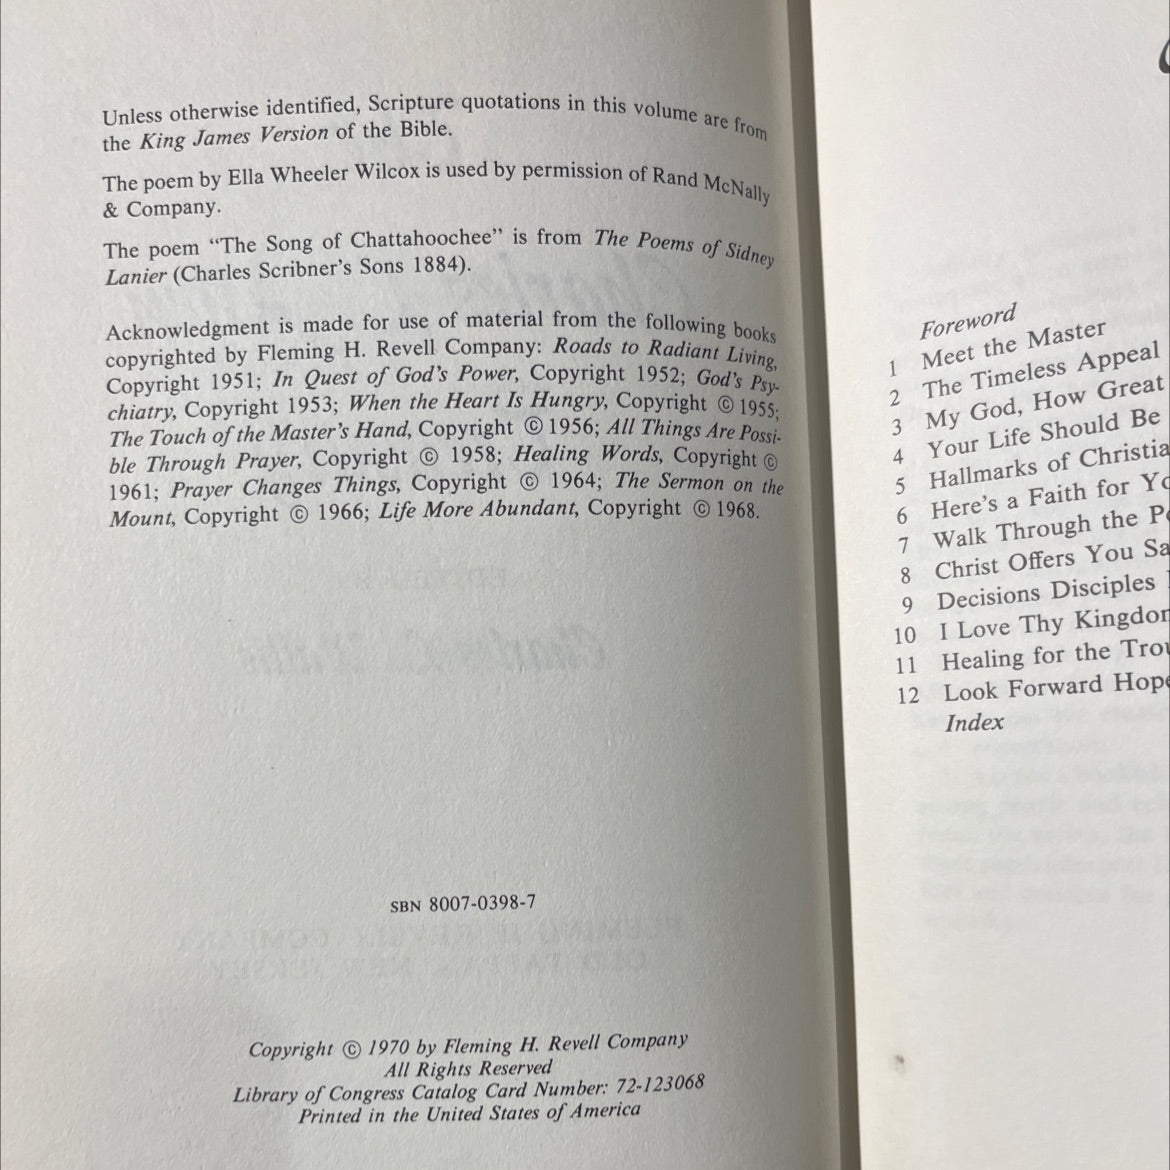 Unless otherwise identified, Scripture quotations in this volume are from
the King James Version of the Bible.
The poem by Ella Wheeler Wilcox is used by permission of Rand McNally
& Company.
The poem “The Song of Chattahoochee” is from The Poems of Sidney
Lanier (Charles Scribner’s Sons 1884).
Acknowledgment is made for use of material from the following books
copyrighted by Fleming H. Revell Company: Roads to Radiant Living,
Copyright 1951; In Quest of God’s Power, Copyright 1952; God’s Psy-
chiatry, Copyright 1953; When the Heart Is Hungry, Copyright © 1955;
The Touch of the Master’s Hand, Copyright © 1956; All Things Are Possi-
ble Through Prayer, Copyright © 1958; Healing Words, Copyright ©
1961; Prayer Changes Things, Copyright © 1964; The Sermon on the
Mount, Copyright © 1966; Life More Abundant, Copyright © 1968.
SBN 8007-0398-7
Copyright © 1970 by Fleming H. Revell Company
All Rights Reserved
Library of Congress Catalog Card Number: 72-123068
Printed in the United States of America
Foreword
1 Meet the Master
2 The Timeless Appeal
3 My God, How Great
4 Your Life Should Be
5 Hallmarks of Christia
6 Here’s a Faith for Yo
7 Walk Through the Po
8 Christ Offers You Sa
9 Decisions Disciples
10 I Love Thy Kingdom
11 Healing for the Trou
12 Look Forward Hope
Index